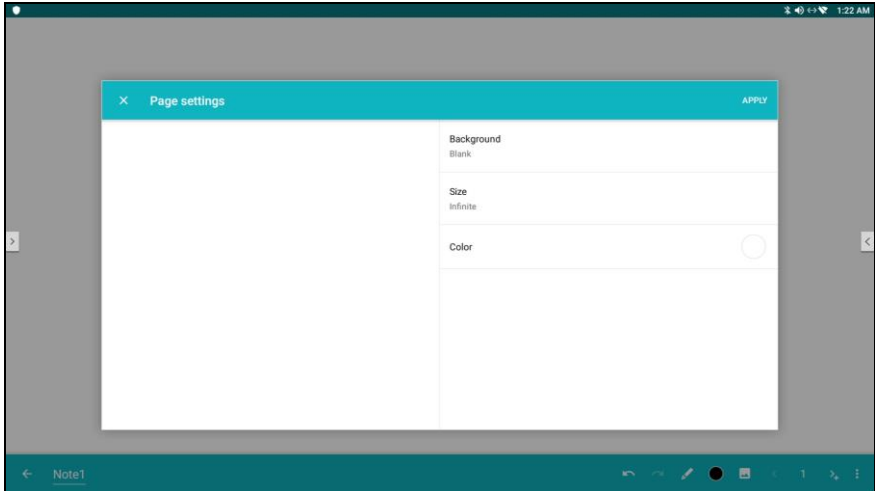 1:22 AM
Page settings
APPLY
Background
Blank
Size
Infinite
Color
Note1
1